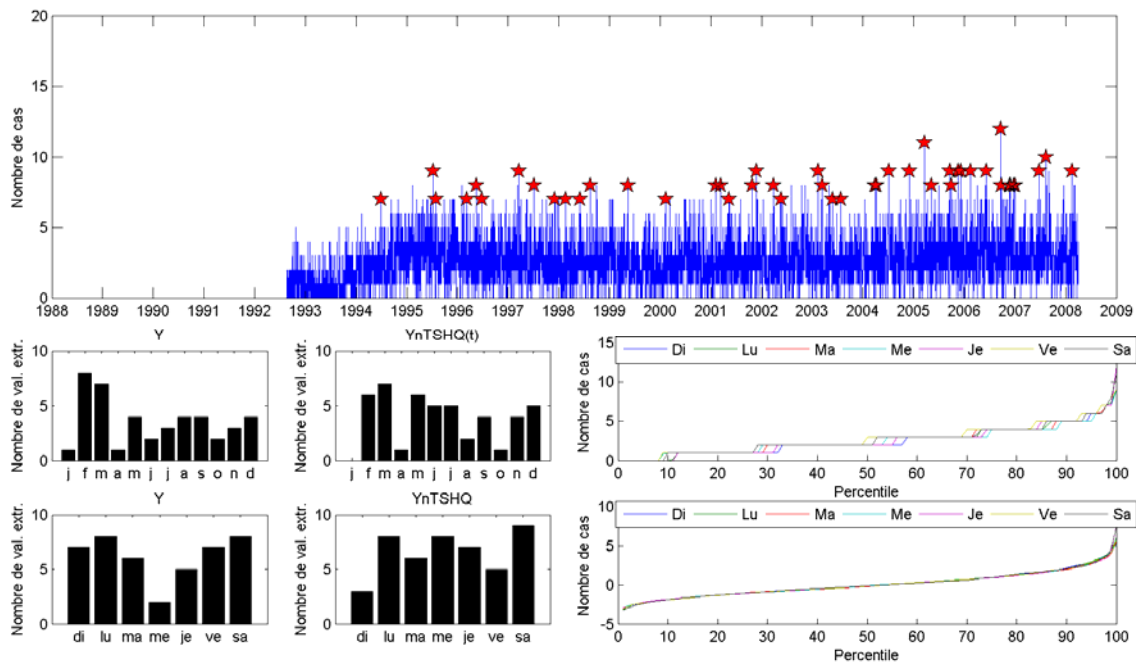 20
15
10
5
0
Nombre de cas
1988 1989 1990 1991 1992 1993 1994 1995 1996 1997 1998 1999 2000 2001 2002 2003 2004 2005 2006 2007 2008 2009
Y
10
5
0
Nombre de val. extr.
j f m a m j j a s o n d
YnTSHQ(t)
10
5
0
Nombre de val. extr.
j f m a m j j a s o n d
Di Lu Ma Me Je Ve Sa
15
10
5
0
Nombre de cas
0 10 20 30 40 50 60 70 80 90 100
Percentile
Y
10
5
0
Nombre de val. extr.
di lu ma me je ve sa
YnTSHQ
10
5
0
Nombre de val. extr.
di lu ma me je ve sa
Di Lu Ma Me Je Ve Sa
10
5
0
-5
Nombre de cas
0 10 20 30 40 50 60 70 80 90 100
Percentile